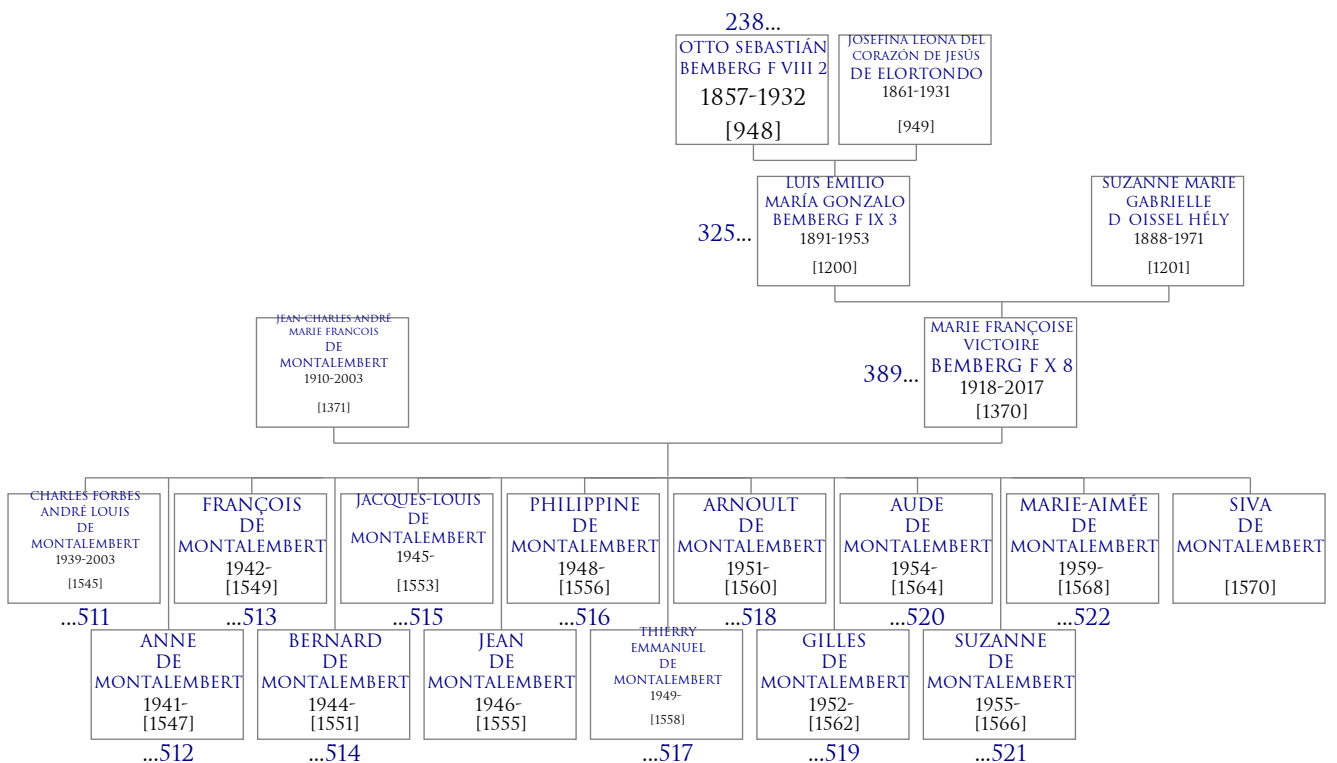 238...
OTTO SEBASTIÁN
BEMBERG F VIII 2
1857-1932
[948]
JOSEFINA LEONA DEL
CORAZÓN DE JESÚS
DE ELORTONDO
1861-1931
[949]
325...
LUIS EMILIO
MARÍA GONZALO
BEMBERG F IX 3
1891-1953
[1200]
SUZANNE MARIE
GABRIELLE
D OISSEL HÉLY
1888-1971
[1201]
JEAN-CHARLES ANDRÉ
MARIE FRANCOIS
DE
MONTALEMBERT
1910-2003
[1371]
389...
MARIE FRANÇOISE
VICTOIRE
BEMBERG F X 8
1918-2017
[1370]
CHARLES FORBES
ANDRÉ LOUIS
DE
MONTALEMBERT
1939-2003
[1545]
...511
FRANÇOIS
DE
MONTALEMBERT
1942-
[1549]
...513
JACQUES-LOUIS
DE
MONTALEMBERT
1945-
[1553]
...515
PHILIPPINE
DE
MONTALEMBERT
1948-
[1556]
...516
ARNOULT
DE
MONTALEMBERT
1951-
[1560]
...518
AUDE
DE
MONTALEMBERT
1954-
[1564]
...520
MARIE-AIMÉE
DE
MONTALEMBERT
1959-
[1568]
...522
SIVA
DE
MONTALEMBERT
[1570]
ANNE
DE
MONTALEMBERT
1941-
[1547]
...512
BERNARD
DE
MONTALEMBERT
1944-
[1551]
...514
JEAN
DE
MONTALEMBERT
1946-
[1555]
THIERRY
EMMANUEL
DE
MONTALEMBERT
1949-
[1558]
...517
GILLES
DE
MONTALEMBERT
1952-
[1562]
...519
SUZANNE
DE
MONTALEMBERT
1955-
[1566]
...521